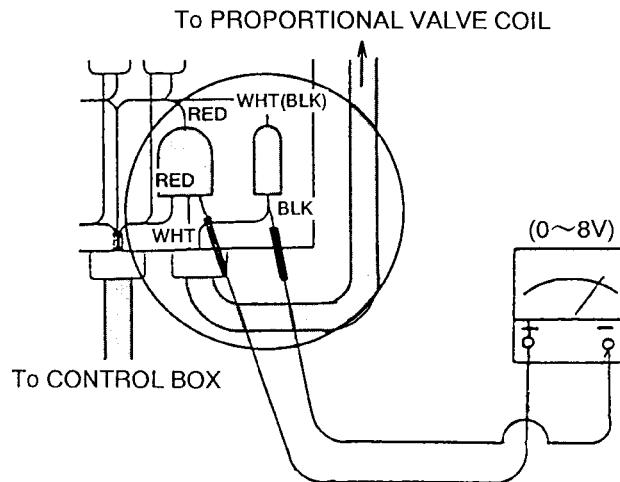 To PROPORTIONAL VALVE COIL
WHT(BLK)
RED
RED
BLK
WHT
(0～8V)
+ −
To CONTROL BOX